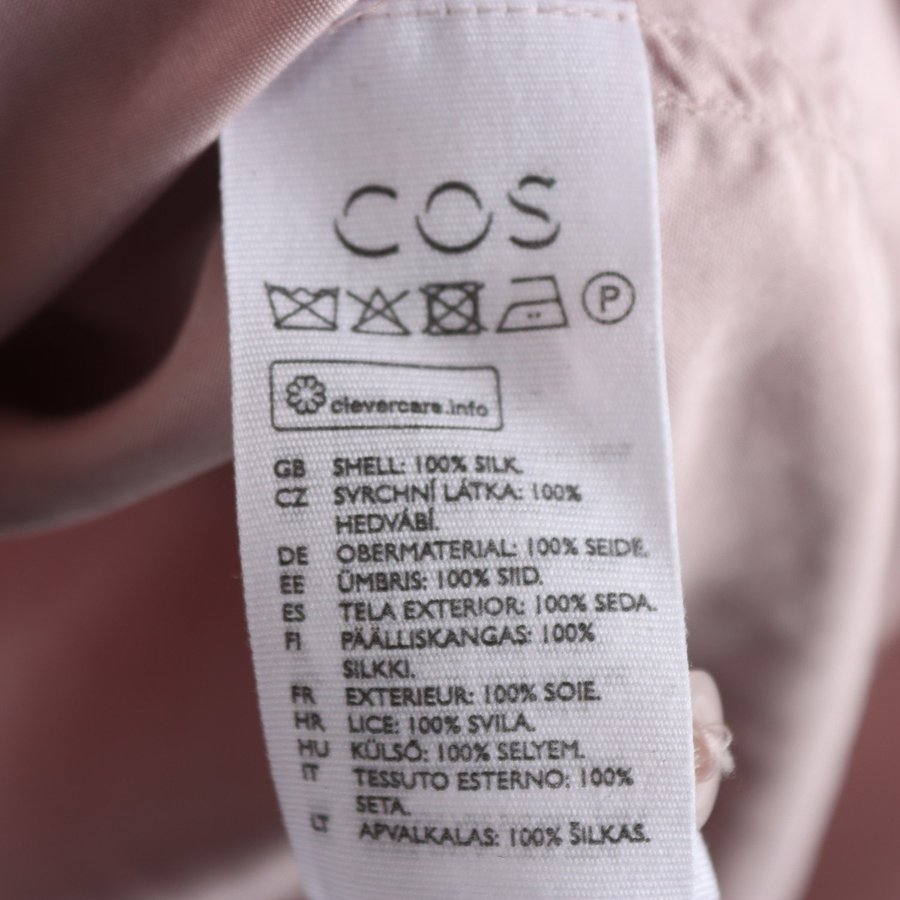 COS
P
clevercare.info
GB SHELL: 100% SILK.
CZ SVRCHNÍ LÁTKA: 100%
HEDVÁBÍ.
DE OBERMATERIAL: 100% SEIDE.
EE ÜMBRIS: 100% SIID.
ES TELA EXTERIOR: 100% SEDA.
FI PÄÄLLISKANGAS: 100%
SILKKI.
FR EXTERIEUR: 100% SOIE.
HR LICE: 100% SVILA.
HU KÜLSŐ: 100% SELYEM.
IT TESSUTO ESTERNO: 100%
SETA.
LT APVALKALAS: 100% ŠILKAS.